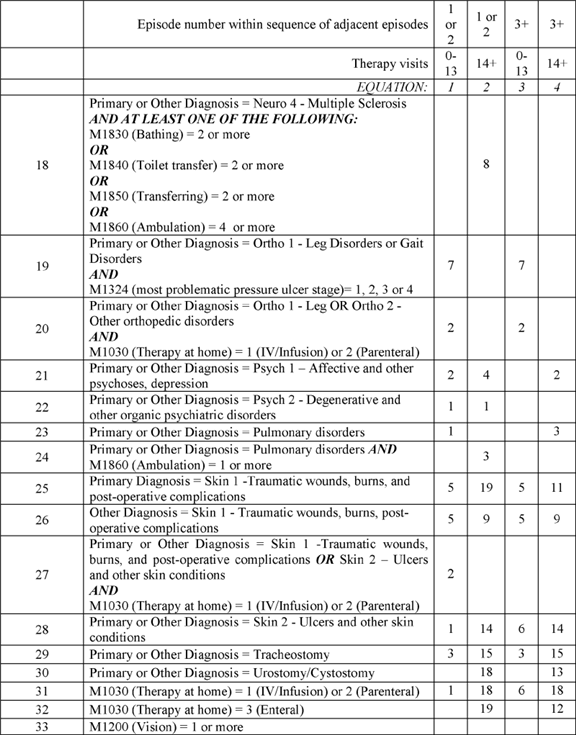 Episode number within sequence of adjacent episodes 1 or 2 1 or 2 3+ 3+
Therapy visits 0-13 14+ 0-13 14+
EQUATION: 1 2 3 4
18 Primary or Other Diagnosis = Neuro 4 - Multiple Sclerosis
AND AT LEAST ONE OF THE FOLLOWING:
M1830 (Bathing) = 2 or more
OR
M1840 (Toilet transfer) = 2 or more 8
OR
M1850 (Transferring) = 2 or more
OR
M1860 (Ambulation) = 4 or more
19 Primary or Other Diagnosis = Ortho 1 - Leg Disorders or Gait
Disorders
AND 7 7
M1324 (most problematic pressure ulcer stage)= 1, 2, 3 or 4
20 Primary or Other Diagnosis = Ortho 1 - Leg OR Ortho 2 -
Other orthopedic disorders
AND 2 2
M1030 (Therapy at home) = 1 (IV/Infusion) or 2 (Parenteral)
21 Primary or Other Diagnosis = Psych 1 – Affective and other
psychoses, depression 2 4 2
22 Primary or Other Diagnosis = Psych 2 - Degenerative and
other organic psychiatric disorders 1 1
23 Primary or Other Diagnosis = Pulmonary disorders 1 3
24 Primary or Other Diagnosis = Pulmonary disorders AND
M1860 (Ambulation) = 1 or more 3
25 Primary Diagnosis = Skin 1 -Traumatic wounds, burns, and
post-operative complications 5 19 5 11
26 Other Diagnosis = Skin 1 - Traumatic wounds, burns, post-
operative complications 5 9 5 9
27 Primary or Other Diagnosis = Skin 1 -Traumatic wounds,
burns, and post-operative complications OR Skin 2 – Ulcers
and other skin conditions 2
AND
M1030 (Therapy at home) = 1 (IV/Infusion) or 2 (Parenteral)
28 Primary or Other Diagnosis = Skin 2 - Ulcers and other skin
conditions 1 14 6 14
29 Primary or Other Diagnosis = Tracheostomy 3 15 3 15
30 Primary or Other Diagnosis = Urostomy/Cystostomy 18 13
31 M1030 (Therapy at home) = 1 (IV/Infusion) or 2 (Parenteral) 1 18 6 18
32 M1030 (Therapy at home) = 3 (Enteral) 19 12
33 M1200 (Vision) = 1 or more